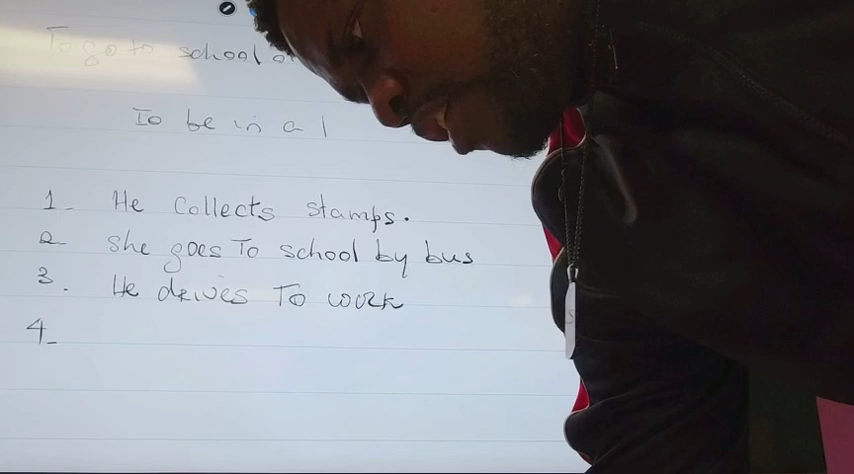 To go to school
To be in a
1- He Collects stamps.
2- She goes To school by bus
3. He drives To work
4-